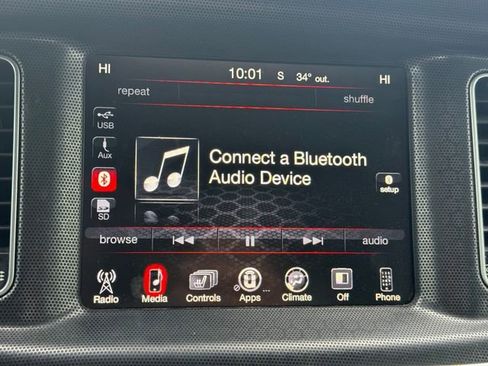 HI 10:01 S 34° out. HI
repeat shuffle
USB
Aux
SD
Connect a Bluetooth
Audio Device
setup
browse audio
Radio Media Controls Apps ... Climate Off Phone